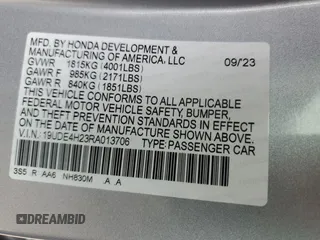 MFD. BY HONDA DEVELOPMENT &
MANUFACTURING OF AMERICA, LLC
GVWR 1815KG (4001LBS) 09/23
GAWR F 985KG (2171LBS)
GAWR R 840KG (1851LBS)
THIS VEHICLE CONFORMS TO ALL APPLICABLE
FEDERAL MOTOR VEHICLE SAFETY, BUMPER,
AND THEFT PREVENTION STANDARDS IN
EFFECT ON THE DATE OF MANUFACTURE
SHOWN ABOVE.
V.I.N.: 19UDE4H23RA013706 TYPE:PASSENGER CAR
3S5 R AA6 NH830M A A
DREAMBID